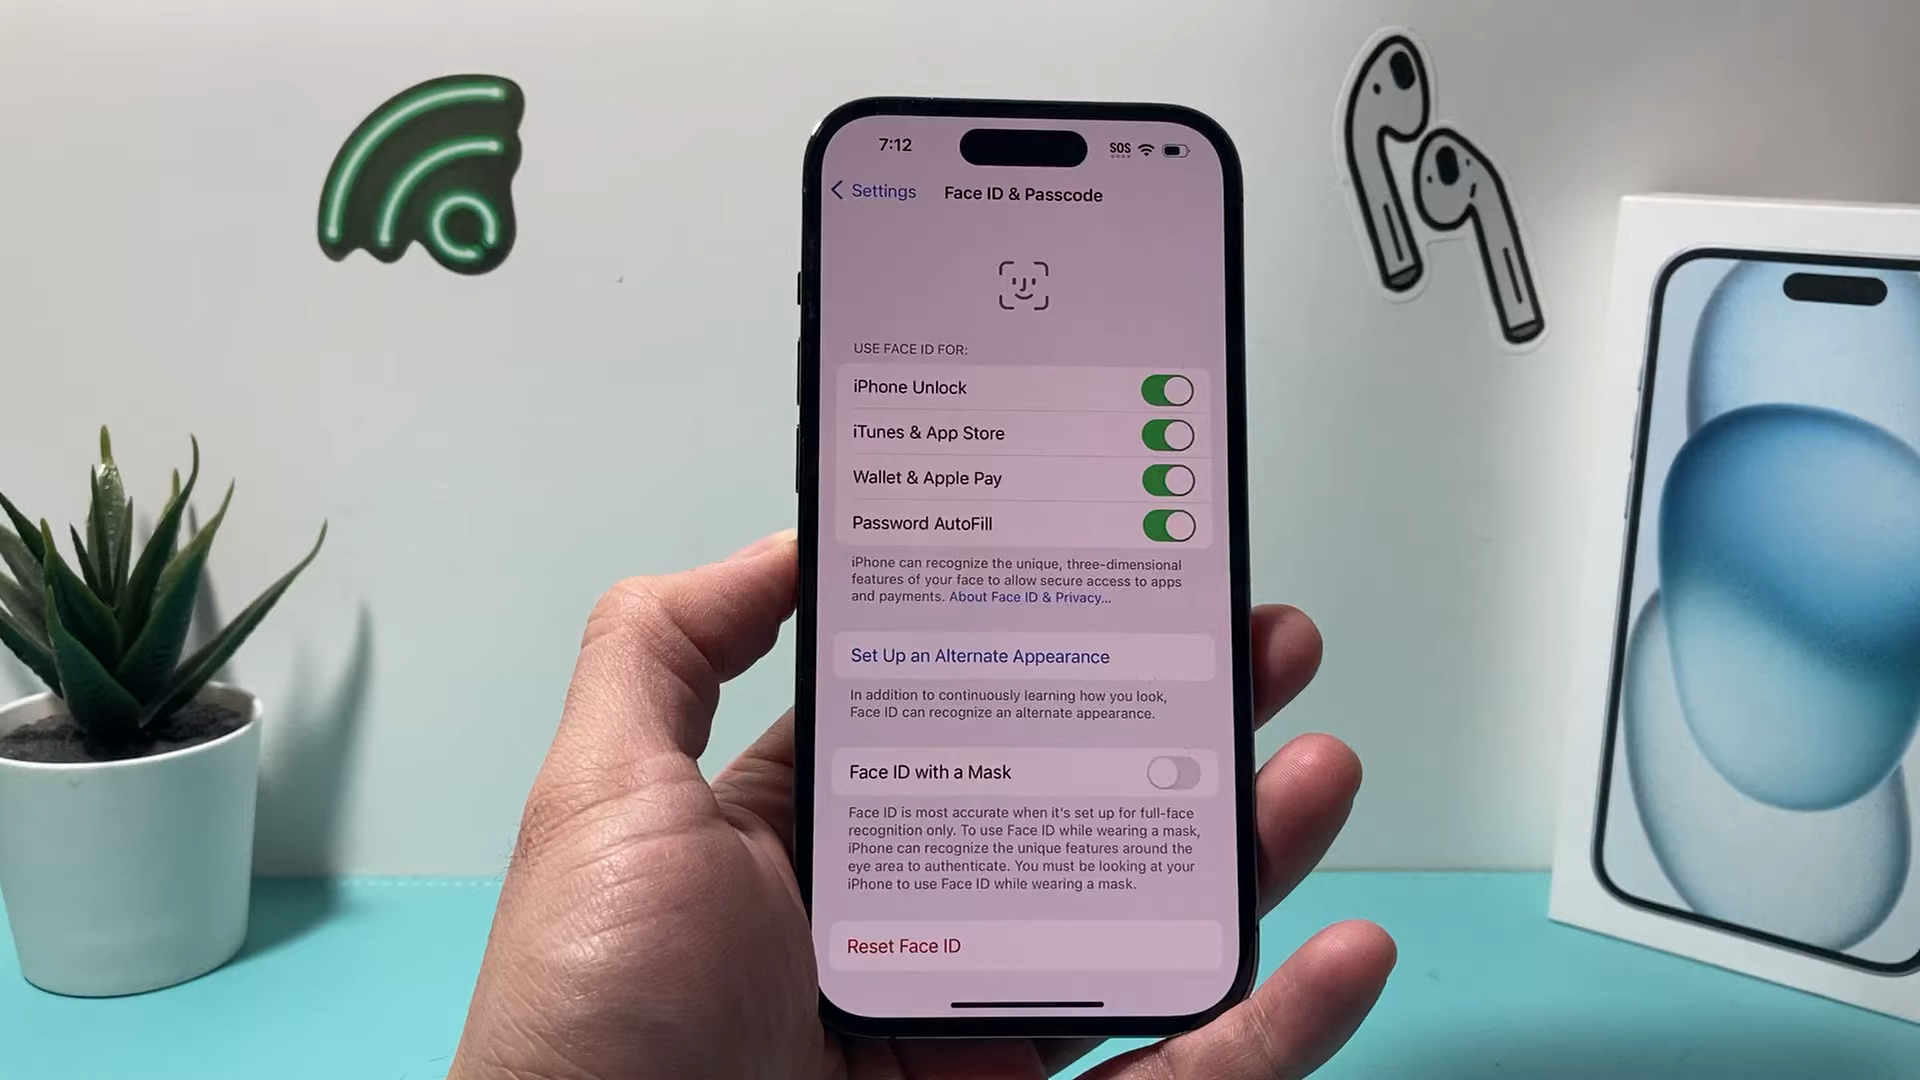 7:12 SOS
Settings Face ID & Passcode
USE FACE ID FOR:
iPhone Unlock
iTunes & App Store
Wallet & Apple Pay
Password AutoFill
iPhone can recognize the unique, three-dimensional
features of your face to allow secure access to apps
and payments. About Face ID & Privacy...
Set Up an Alternate Appearance
In addition to continuously learning how you look,
Face ID can recognize an alternate appearance.
Face ID with a Mask
Face ID is most accurate when it's set up for full-face
recognition only. To use Face ID while wearing a mask,
iPhone can recognize the unique features around the
eye area to authenticate. You must be looking at your
iPhone to use Face ID while wearing a mask.
Reset Face ID